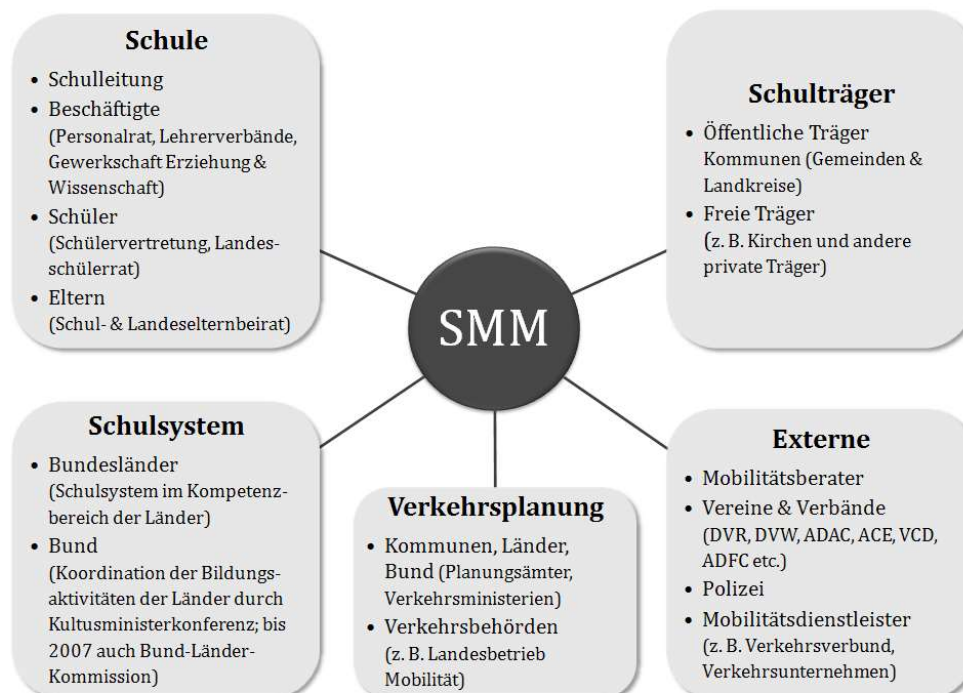 Schule
• Schulleitung
• Beschäftigte
(Personalrat, Lehrerverbände,
Gewerkschaft Erziehung &
Wissenschaft)
• Schüler
(Schülervertretung, Landes-
schülerrat)
• Eltern
(Schul- & Landeselternbeirat)
Schulträger
• Öffentliche Träger
Kommunen (Gemeinden &
Landkreise)
• Freie Träger
(z. B. Kirchen und andere
private Träger)
SMM
Schulsystem
• Bundesländer
(Schulsystem im Kompetenz-
bereich der Länder)
• Bund
(Koordination der Bildungs-
aktivitäten der Länder durch
Kultusministerkonferenz; bis
2007 auch Bund-Länder-
Kommission)
Verkehrsplanung
• Kommunen, Länder,
Bund (Planungsämter,
Verkehrsministerien)
• Verkehrsbehörden
(z. B. Landesbetrieb
Mobilität)
Externe
• Mobilitätsberater
• Vereine & Verbände
(DVR, DVW, ADAC, ACE, VCD,
ADFC etc.)
• Polizei
• Mobilitätsdienstleister
(z. B. Verkehrsverbund,
Verkehrsunternehmen)